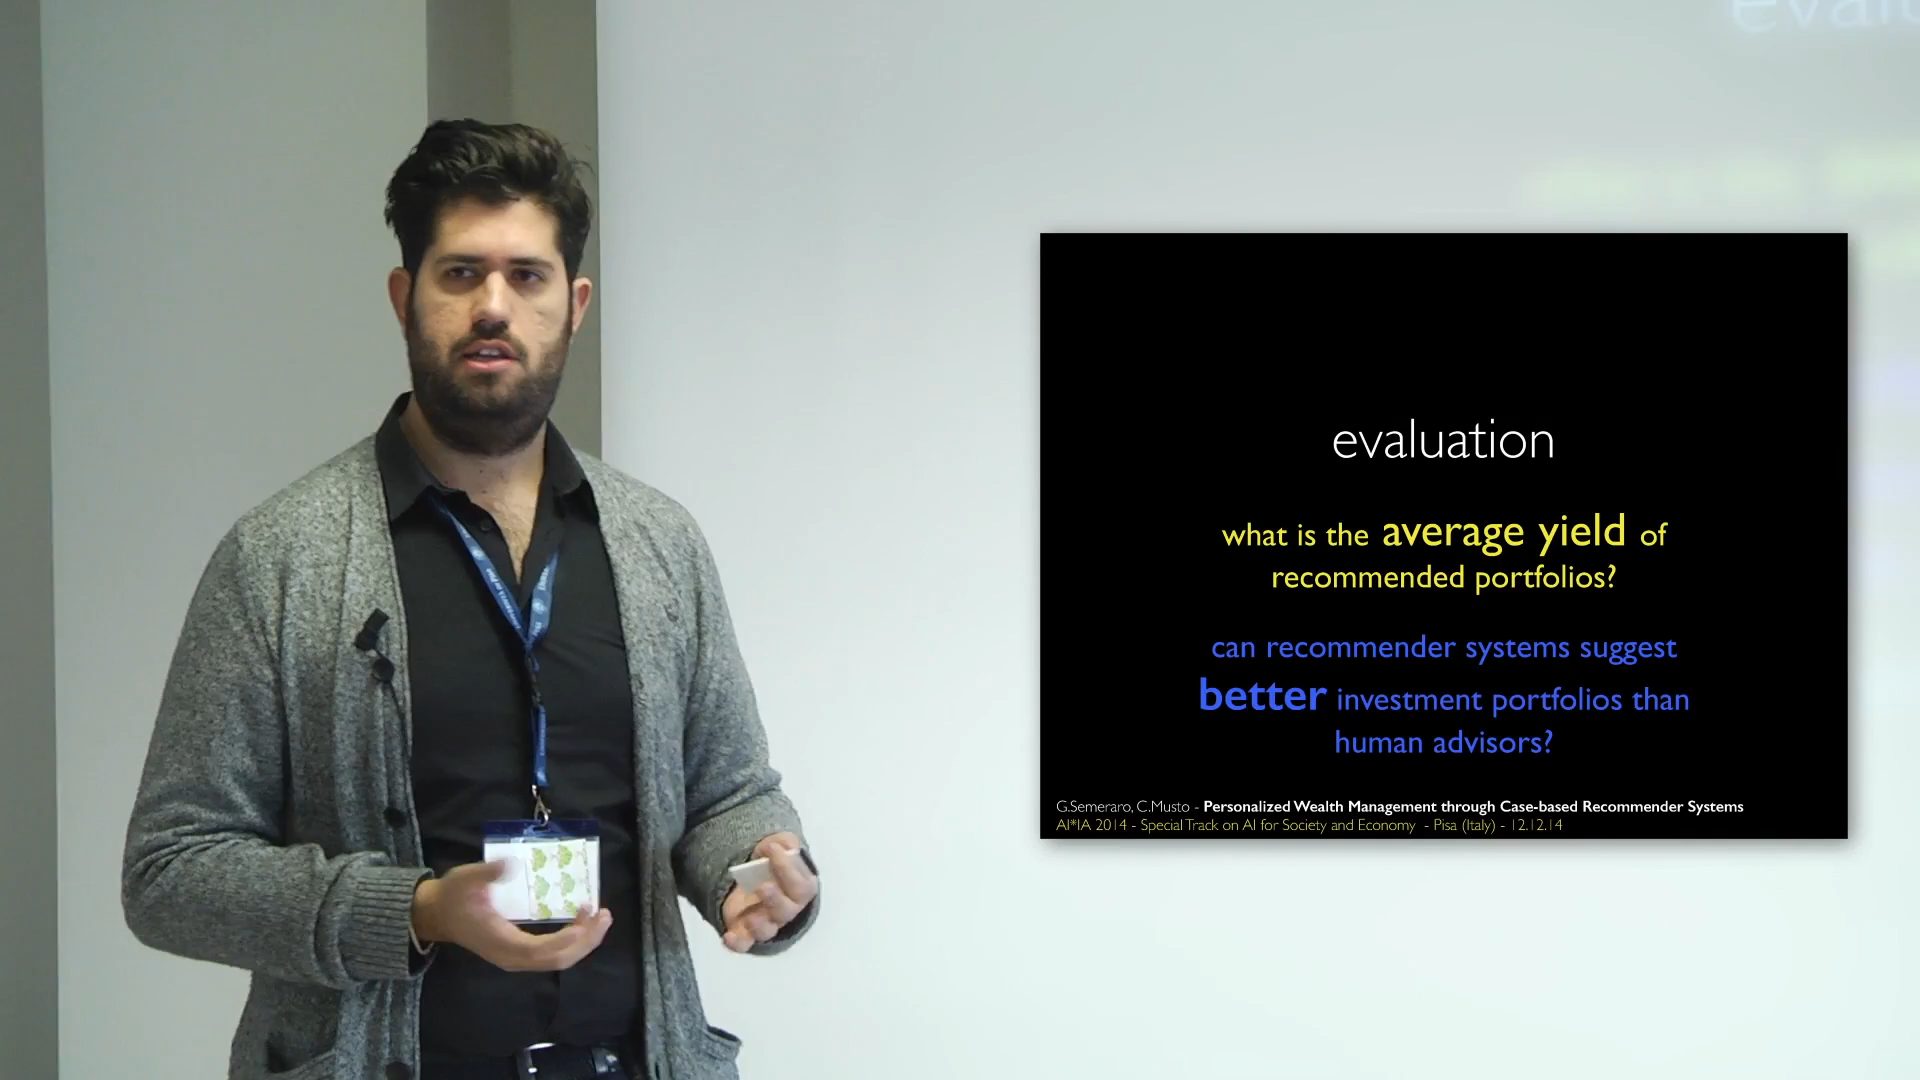 eval
evaluation
what is the average yield of
recommended portfolios?
can recommender systems suggest
better investment portfolios than
human advisors?
G.Semeraro, C.Musto - Personalized Wealth Management through Case-based Recommender Systems
AI*IA 2014 - Special Track on AI for Society and Economy - Pisa (Italy) - 12.12.14